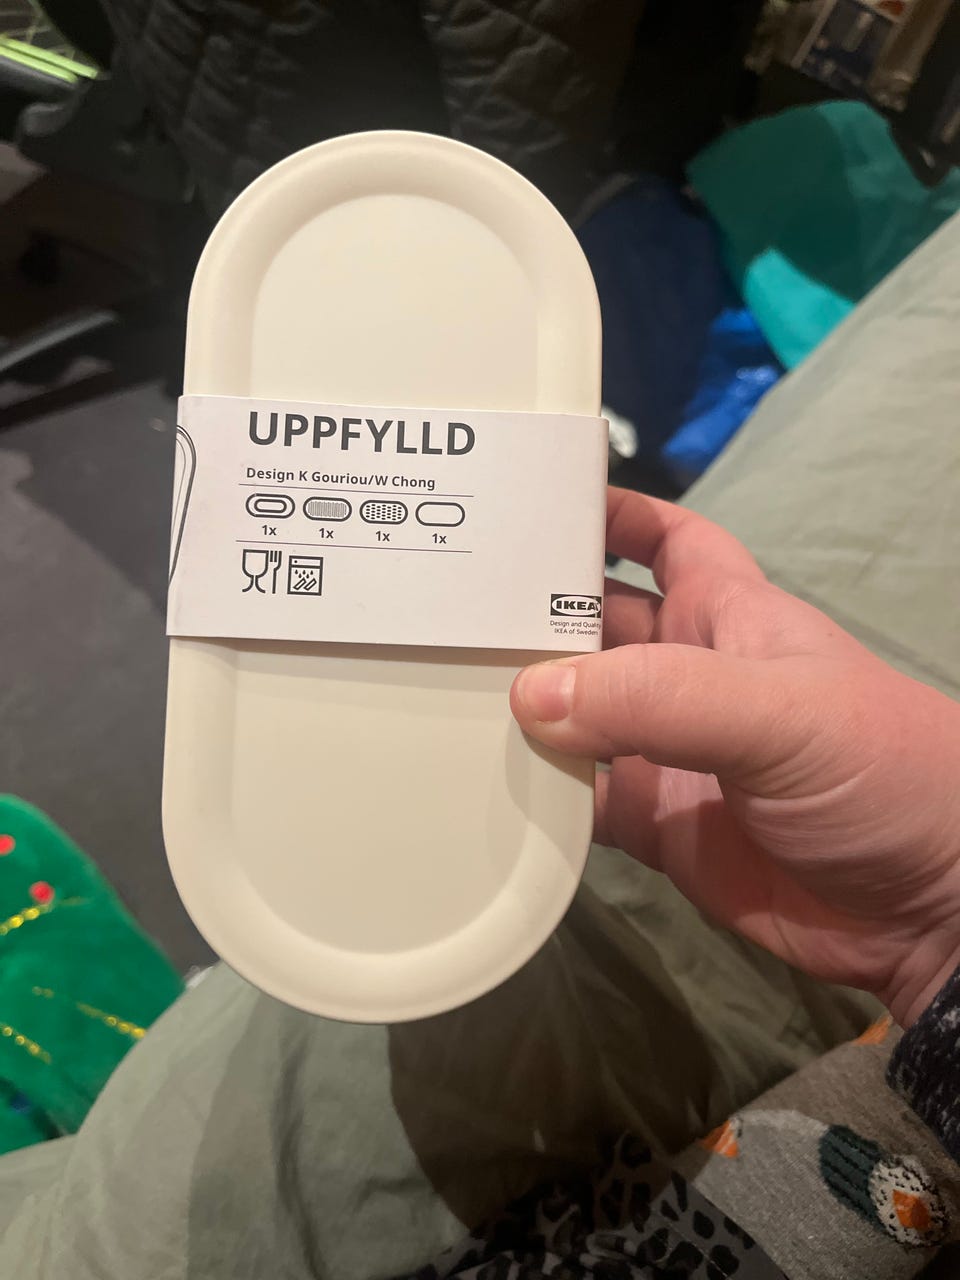 UPPFYLLD
Design K Gouriou/W Chong
1x 1x 1x 1x
IKEA
Design and Quality
IKEA of Sweden